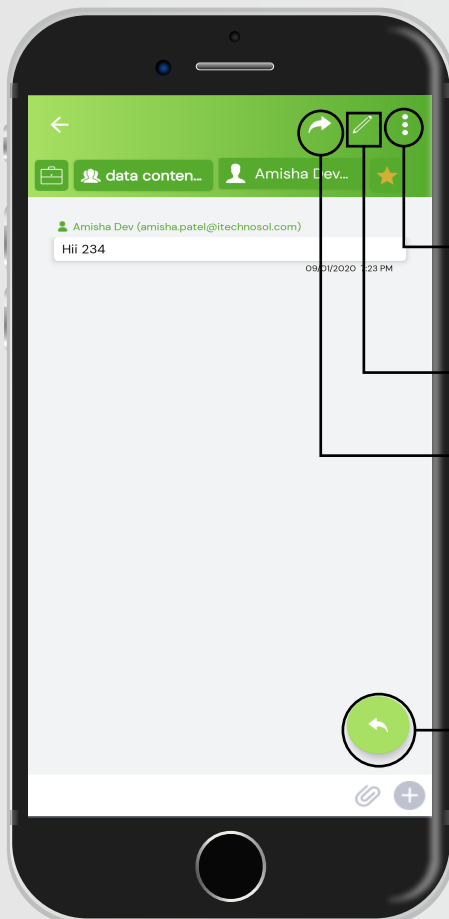 data conten...
Amisha Dev...
Amisha Dev (amisha.patel@itechnosol.com)
Hii 234
09/01/2020 7:23 PM